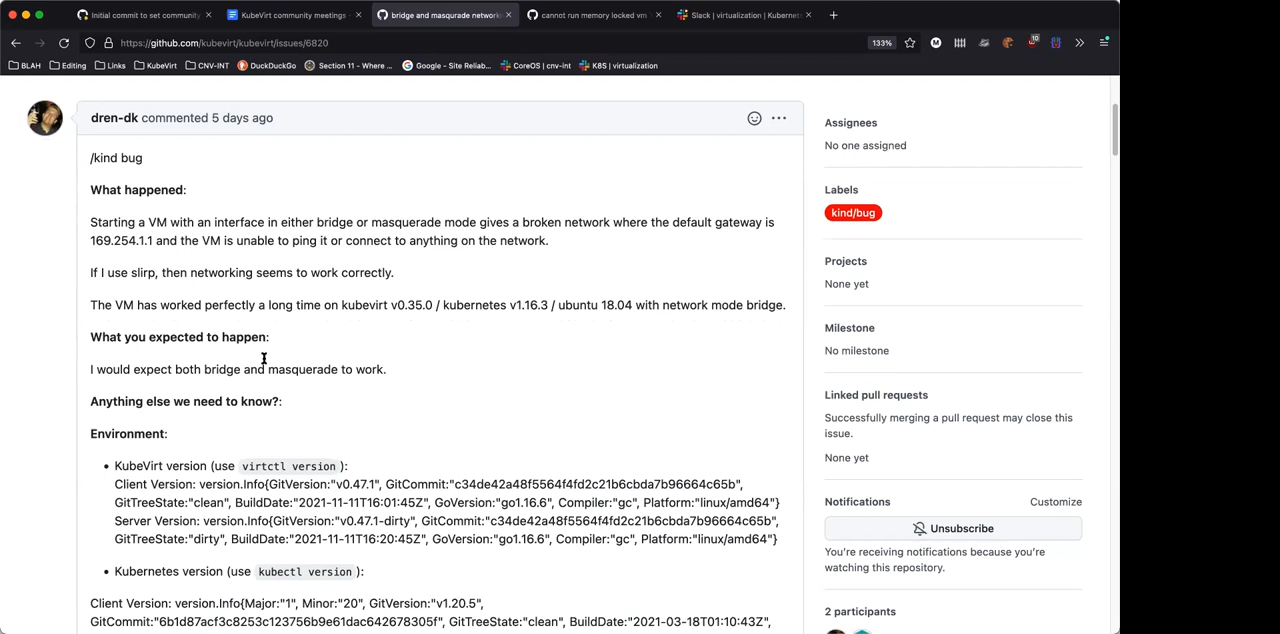 Initial commit to set community
KubeVirt community meetings -
bridge and masqurade network
cannot run memory locked vm
Slack | virtualization | Kubernet
https://github.com/kubevirt/kubevirt/issues/6820
133%
10
BLAH
Editing
Links
KubeVirt
CNV-INT
DuckDuckGo
Section 11 - Where ...
Google - Site Reliab...
CoreOS | cnv-int
K8S | virtualization
dren-dk commented 5 days ago
/kind bug
What happened:
Starting a VM with an interface in either bridge or masquerade mode gives a broken network where the default gateway is
169.254.1.1 and the VM is unable to ping it or connect to anything on the network.
If I use slirp, then networking seems to work correctly.
The VM has worked perfectly a long time on kubevirt v0.35.0 / kubernetes v1.16.3 / ubuntu 18.04 with network mode bridge.
What you expected to happen:
I would expect both bridge and masquerade to work.
Anything else we need to know?:
Environment:
• KubeVirt version (use virtctl version ):
Client Version: version.Info{GitVersion:"v0.47.1", GitCommit:"c34de42a48f5564f4fd2c21b6cbda7b96664c65b",
GitTreeState:"clean", BuildDate:"2021-11-11T16:01:45Z", GoVersion:"go1.16.6", Compiler:"gc", Platform:"linux/amd64"}
Server Version: version.Info{GitVersion:"v0.47.1-dirty", GitCommit:"c34de42a48f5564f4fd2c21b6cbda7b96664c65b",
GitTreeState:"dirty", BuildDate:"2021-11-11T16:20:45Z", GoVersion:"go1.16.6", Compiler:"gc", Platform:"linux/amd64"}
• Kubernetes version (use kubectl version ):
Client Version: version.Info{Major:"1", Minor:"20", GitVersion:"v1.20.5",
GitCommit:"6b1d87acf3c8253c123756b9e61dac642678305f", GitTreeState:"clean", BuildDate:"2021-03-18T01:10:43Z",
Assignees
No one assigned
Labels
kind/bug
Projects
None yet
Milestone
No milestone
Linked pull requests
Successfully merging a pull request may close this
issue.
None yet
Notifications
Customize
Unsubscribe
You're receiving notifications because you're
watching this repository.
2 participants